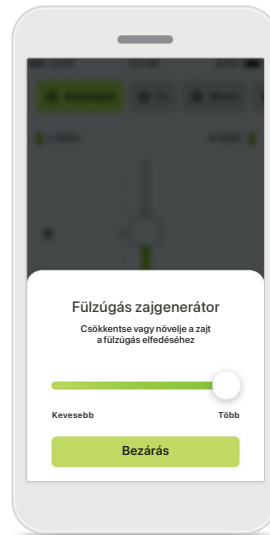 Fülzúgás zajgenerátor
Csökkentse vagy növelje a zajt
a fülzúgás elfedéséhez
Kevesebb Több
Bezárás